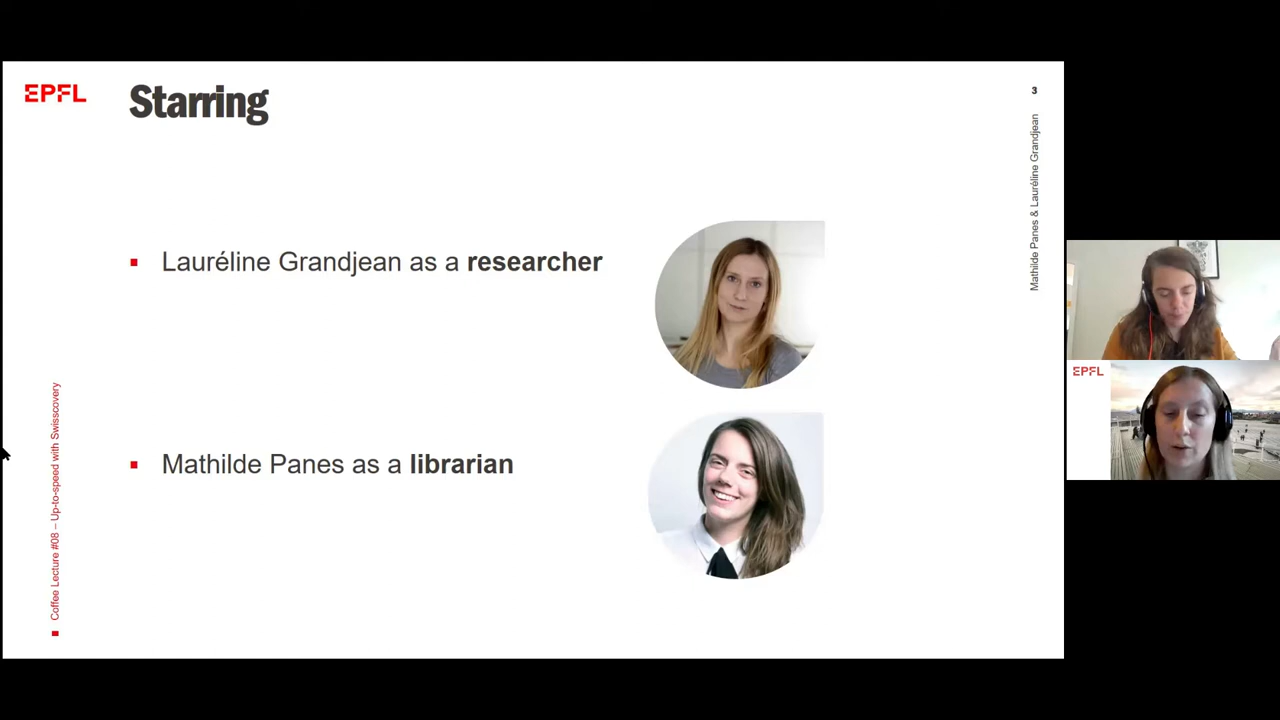 EPFL
Starring
3
Mathilde Panes & Lauréline Grandjean
Lauréline Grandjean as a researcher
Mathilde Panes as a librarian
Coffee Lecture #08 – Up-to-speed with Swisscovery
EPFL